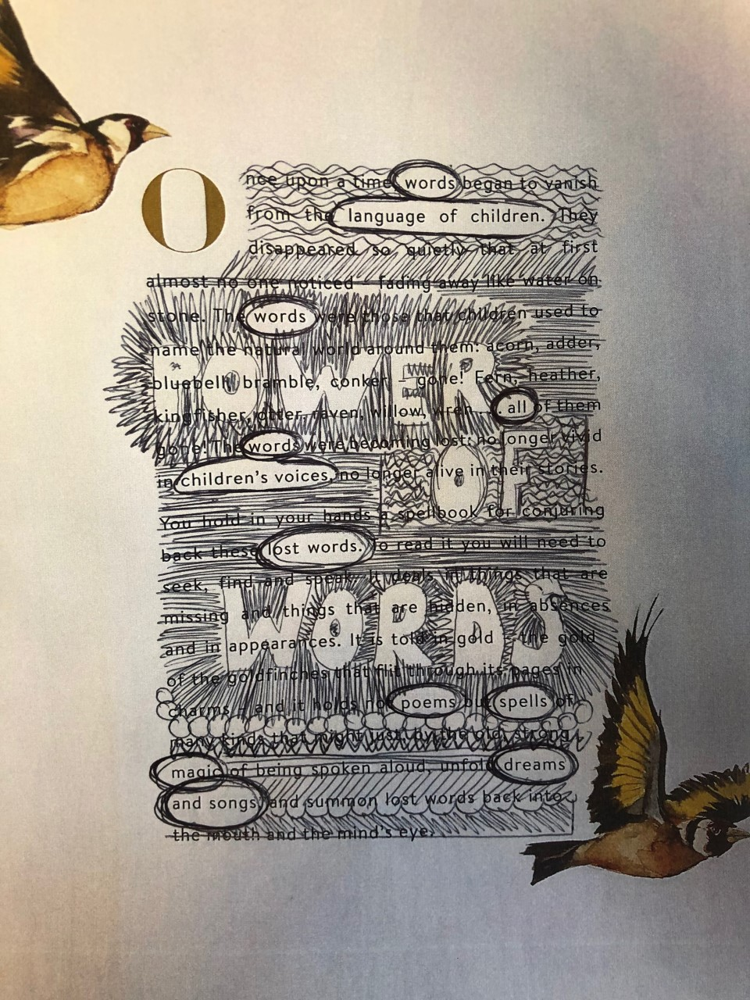 Once upon a time words began to vanish
from the language of children. They
disappeared so quietly that at first
almost no one noticed – fading away like water on
stone. The words were those that children used to
name the natural world around them: acorn, adder,
bluebell, bramble, conker – gone! Fern, heather,
kingfisher, otter, raven, willow, wren... all of them
gone! The words were becoming lost: no longer vivid
in children's voices, no longer alive in their stories.
You hold in your hands a spellbook for conjuring
back these lost words. To read it you will need to
seek, find and speak. It deals in things that are
missing and things that are hidden, in absences
and in appearances. It is told in gold – the gold
of the goldfinches that flit through its pages in
charms – and it holds not poems but spells of
many kinds that might just, by the old, strong
magic of being spoken aloud, unfold dreams
and songs, and summon lost words back into
the mouth and the mind's eye.
POWER
OF
WORDS